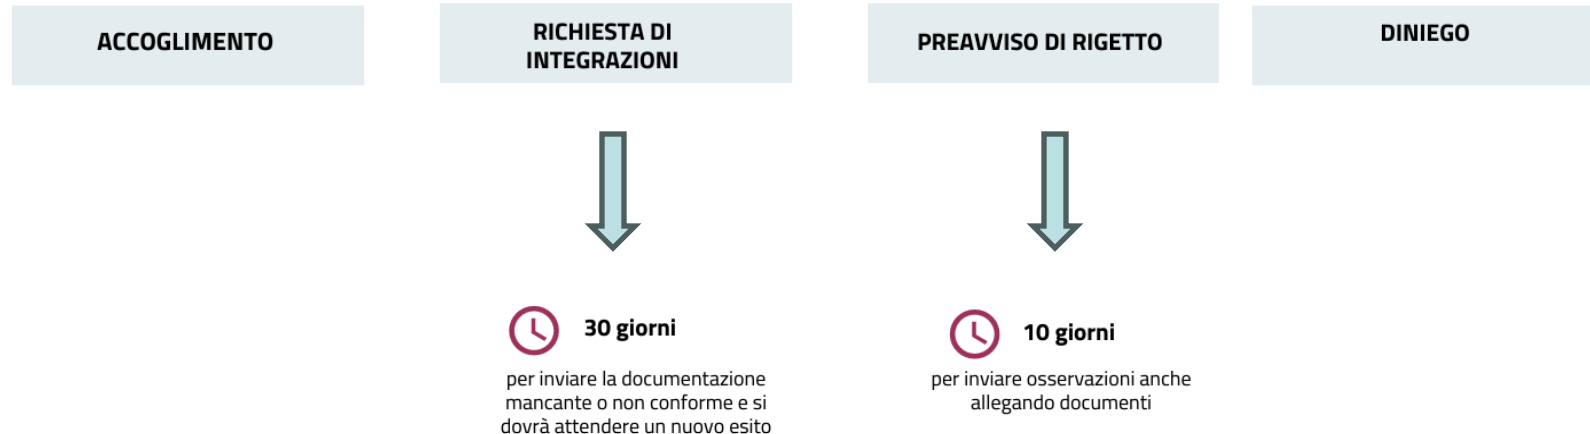 ACCOGLIMENTO
RICHIESTA DI
INTEGRAZIONI
PREAVVISO DI RIGETTO
DINIEGO
30 giorni
per inviare la documentazione
mancante o non conforme e si
dovrà attendere un nuovo esito
10 giorni
per inviare osservazioni anche
allegando documenti